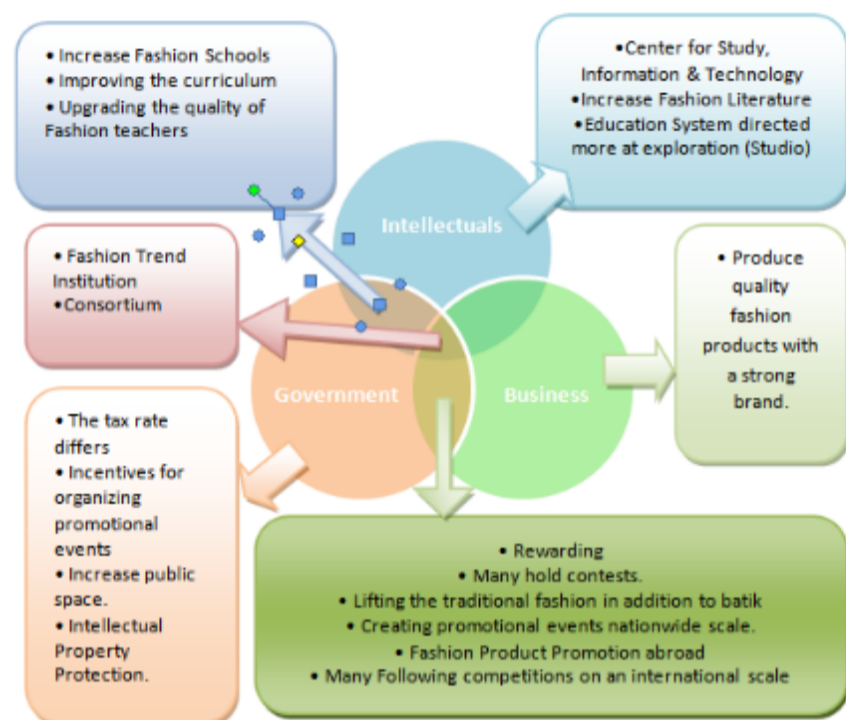 • Increase Fashion Schools
• Improving the curriculum
• Upgrading the quality of
Fashion teachers
•Center for Study,
Information & Technology
•Increase Fashion Literature
•Education System directed
more at exploration (Studio)
Intellectuals
• Fashion Trend
Institution
•Consortium
• Produce
quality
fashion
products with
a strong
brand.
Government
Business
• The tax rate
differs
• Incentives for
organizing
promotional
events
• Increase public
space.
• Intellectual
Property
Protection.
• Rewarding
• Many hold contests.
• Lifting the traditional fashion in addition to batik
• Creating promotional events nationwide scale.
• Fashion Product Promotion abroad
• Many Following competitions on an international scale